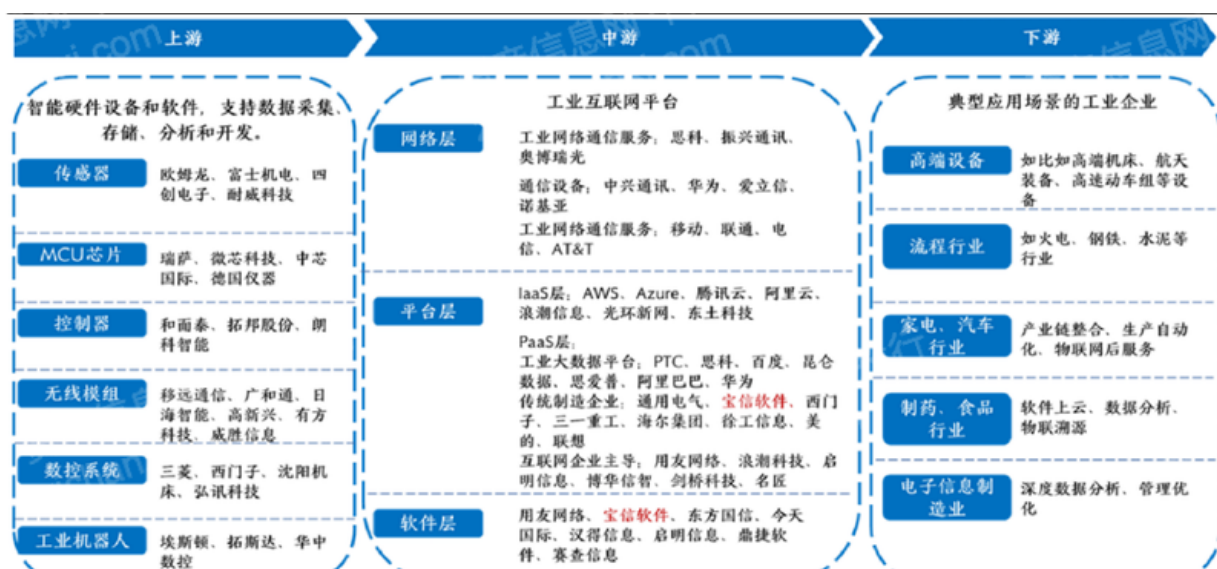 上游
智能硬件设备和软件，支持数据采集、
存储、分析和开发。
传感器
欧姆龙、富士机电、四
创电子、耐威科技
MCU芯片
瑞萨、微芯科技、中芯
国际、德国仪器
控制器
和而泰、拓邦股份、朗
科智能
无线模组
移远通信、广和通、日
海智能、高新兴、有方
科技、威胜信息
数控系统
三菱、西门子、沈阳机
床、弘讯科技
工业机器人
埃斯顿、拓斯达、华中
数控
中游
工业互联网平台
网络层
工业网络通信服务：思科、振兴通讯、
奥博瑞光
通信设备：中兴通讯、华为、爱立信、
诺基亚
工业网络通信服务：移动、联通、电
信、AT&T
平台层
IaaS层：AWS、Azure、腾讯云、阿里云、
浪潮信息、光环新网、东土科技
PaaS层：
工业大数据平台：PTC、思科、百度、昆仑
数据、思爱普、阿里巴巴、华为
传统制造企业：通用电气、宝信软件、西门
子、三一重工、海尔集团、徐工信息、美
的、联想
互联网企业主导：用友网络、浪潮科技、启
明信息、博华信智、剑桥科技、名匠
软件层
用友网络、宝信软件、东方国信、今天
国际、汉得信息、启明信息、鼎捷软
件、赛查信息
下游
典型应用场景的工业企业
高端设备
如比如高端机床、航天
装备、高速动车组等设
备
流程行业
如火电、钢铁、水泥等
行业
家电、汽车
行业
产业链整合、生产自动
化、物联网后服务
制药、食品
行业
软件上云、数据分析、
物联溯源
电子信息制
造业
深度数据分析、管理优
化